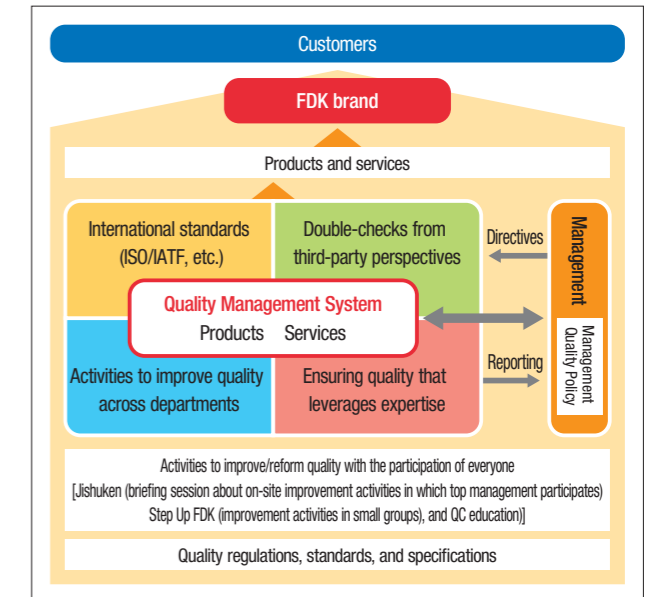 Customers
FDK brand
Products and services
International standards
(ISO/IATF, etc.)
Double-checks from
third-party perspectives
Quality Management System
Products Services
Activities to improve quality
across departments
Ensuring quality that
leverages expertise
Directives
Reporting
Management
Management
Quality Policy
Activities to improve/reform quality with the participation of everyone
[Jishuken (briefing session about on-site improvement activities in which top management participates)
Step Up FDK (improvement activities in small groups), and QC education)]
Quality regulations, standards, and specifications